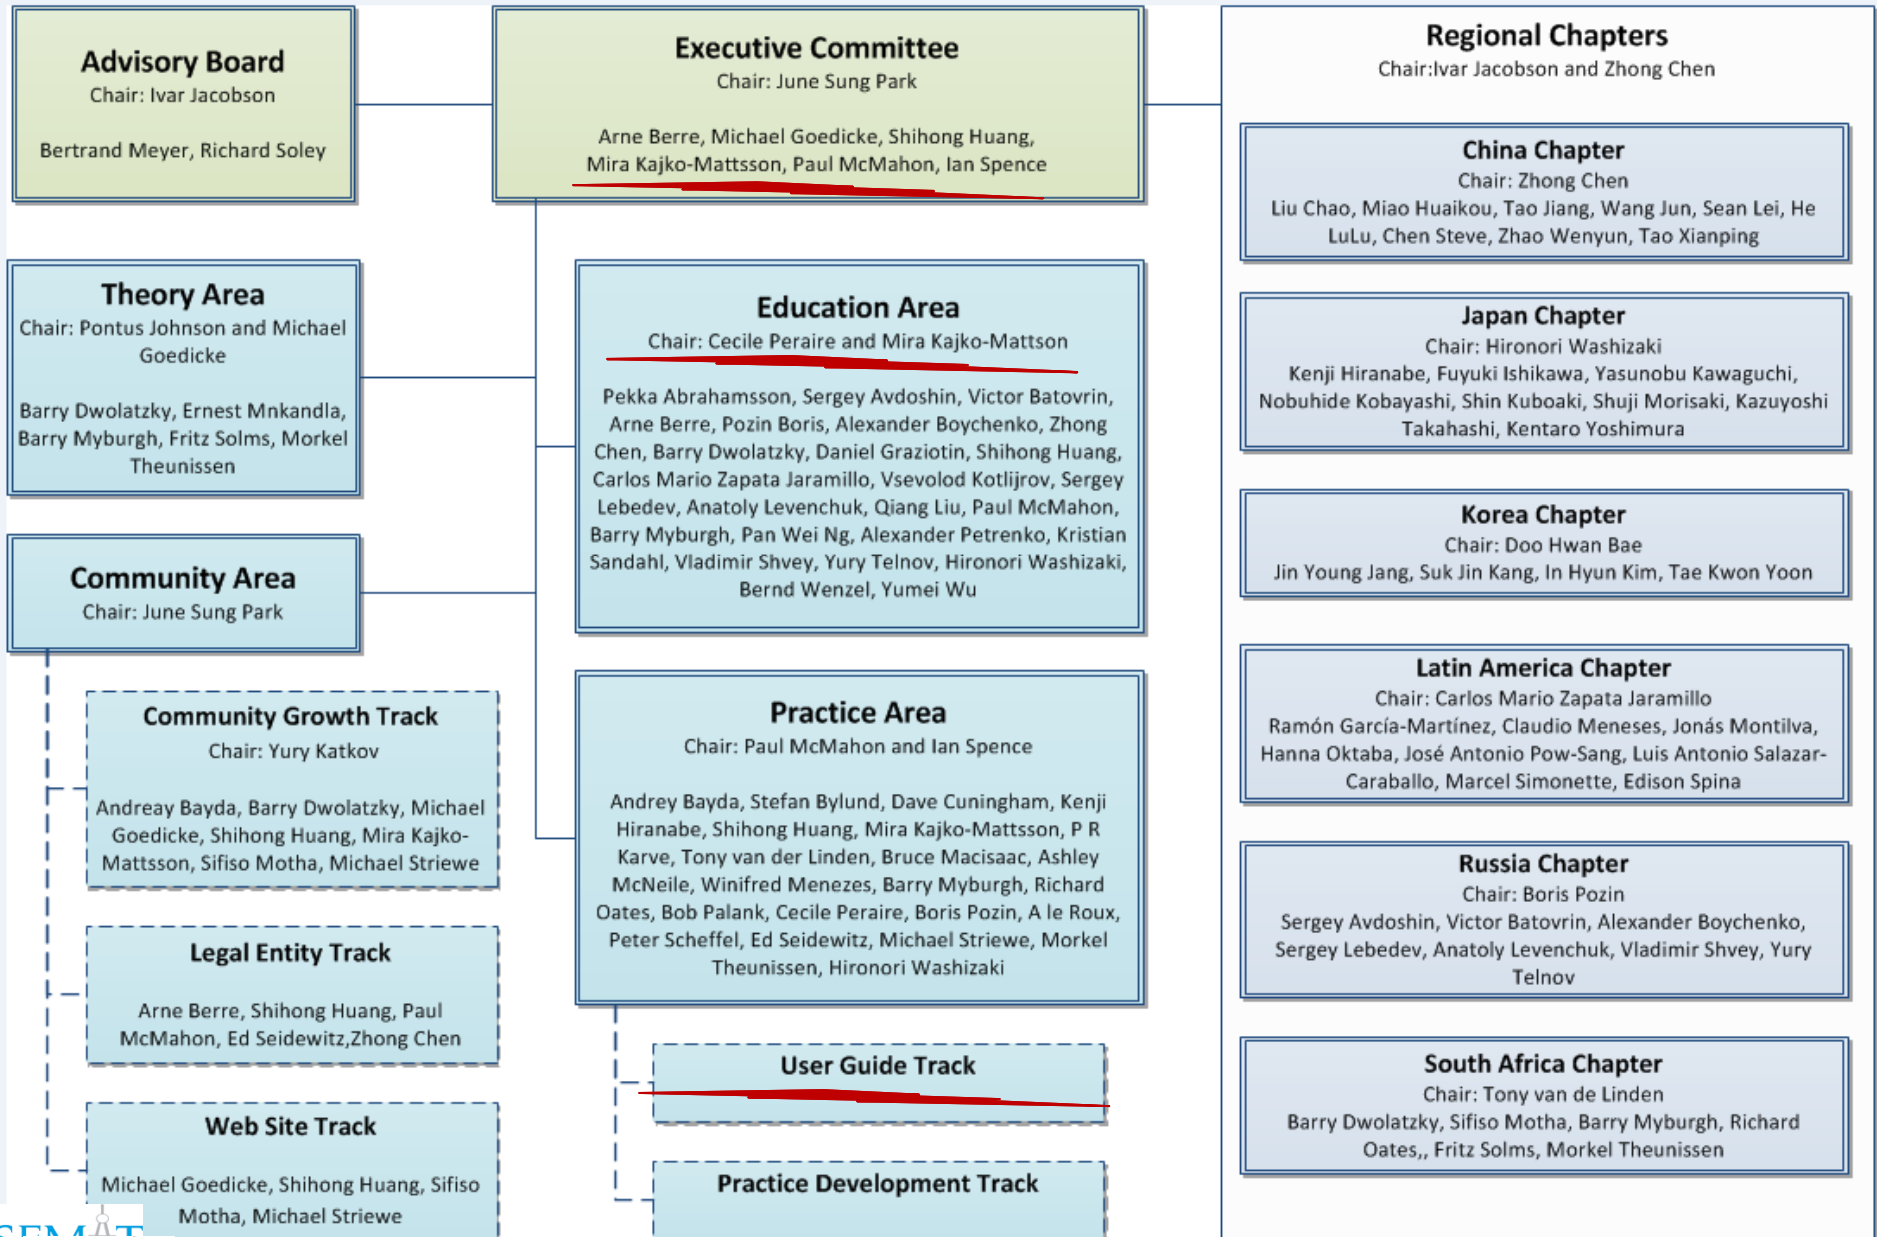 Advisory Board
Chair: Ivar Jacobson
Bertrand Meyer, Richard Soley
Executive Committee
Chair: June Sung Park
Arne Berre, Michael Goedicke, Shihong Huang,
Mira Kajko-Mattsson, Paul McMahon, Ian Spence
Theory Area
Chair: Pontus Johnson and Michael
Goedicke
Barry Dwolatzky, Ernest Mnkandla,
Barry Myburgh, Fritz Solms, Morkel
Theunissen
Education Area
Chair: Cecile Peraire and Mira Kajko-Mattson
Pekka Abrahamsson, Sergey Avdoshin, Victor Batovrin,
Arne Berre, Pozin Boris, Alexander Boychenko, Zhong
Chen, Barry Dwolatzky, Daniel Graziotin, Shihong Huang,
Carlos Mario Zapata Jaramillo, Vsevolod Kotlijrov, Sergey
Lebedev, Anatoly Levenchuk, Qiang Liu, Paul McMahon,
Barry Myburgh, Pan Wei Ng, Alexander Petrenko, Kristian
Sandahl, Vladimir Shvey, Yury Telnov, Hironori Washizaki,
Bernd Wenzel, Yumei Wu
Community Area
Chair: June Sung Park
Community Growth Track
Chair: Yury Katkov
Andreay Bayda, Barry Dwolatzky, Michael
Goedicke, Shihong Huang, Mira Kajko-
Mattsson, Sifiso Motha, Michael Striewe
Legal Entity Track
Arne Berre, Shihong Huang, Paul
McMahon, Ed Seidewitz,Zhong Chen
Web Site Track
Michael Goedicke, Shihong Huang, Sifiso
Motha, Michael Striewe
SEMAT
Practice Area
Chair: Paul McMahon and Ian Spence
Andrey Bayda, Stefan Bylund, Dave Cuningham, Kenji
Hiranabe, Shihong Huang, Mira Kajko-Mattsson, P R
Karve, Tony van der Linden, Bruce Macisaac, Ashley
McNeile, Winifred Menezes, Barry Myburgh, Richard
Oates, Bob Palank, Cecile Peraire, Boris Pozin, A le Roux,
Peter Scheffel, Ed Seidewitz, Michael Striewe, Morkel
Theunissen, Hironori Washizaki
User Guide Track
Practice Development Track
Regional Chapters
Chair:Ivar Jacobson and Zhong Chen
China Chapter
Chair: Zhong Chen
Liu Chao, Miao Huaikou, Tao Jiang, Wang Jun, Sean Lei, He
LuLu, Chen Steve, Zhao Wenyun, Tao Xianping
Japan Chapter
Chair: Hironori Washizaki
Kenji Hiranabe, Fuyuki Ishikawa, Yasunobu Kawaguchi,
Nobuhide Kobayashi, Shin Kuboaki, Shuji Morisaki, Kazuyoshi
Takahashi, Kentaro Yoshimura
Korea Chapter
Chair: Doo Hwan Bae
Jin Young Jang, Suk Jin Kang, In Hyun Kim, Tae Kwon Yoon
Latin America Chapter
Chair: Carlos Mario Zapata Jaramillo
Ramón García-Martínez, Claudio Meneses, Jonás Montilva,
Hanna Oktaba, José Antonio Pow-Sang, Luis Antonio Salazar-
Caraballo, Marcel Simonette, Edison Spina
Russia Chapter
Chair: Boris Pozin
Sergey Avdoshin, Victor Batovrin, Alexander Boychenko,
Sergey Lebedev, Anatoly Levenchuk, Vladimir Shvey, Yury
Telnov
South Africa Chapter
Chair: Tony van de Linden
Barry Dwolatzky, Sifiso Motha, Barry Myburgh, Richard
Oates,, Fritz Solms, Morkel Theunissen